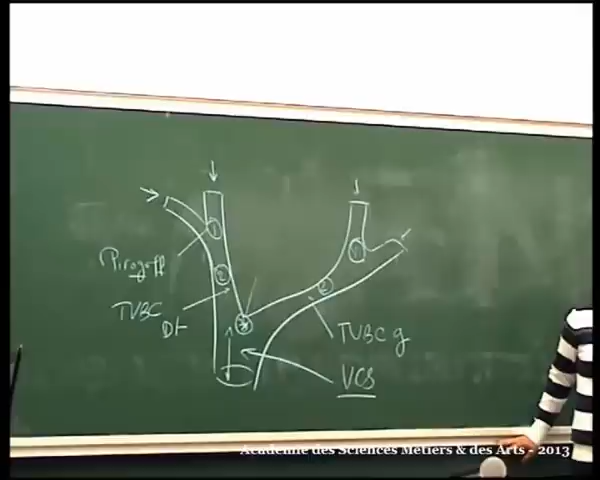 Pirogoff
TVBC
Dt
TVBC g
VCS
Académie des Sciences Métiers & des Arts - 2013